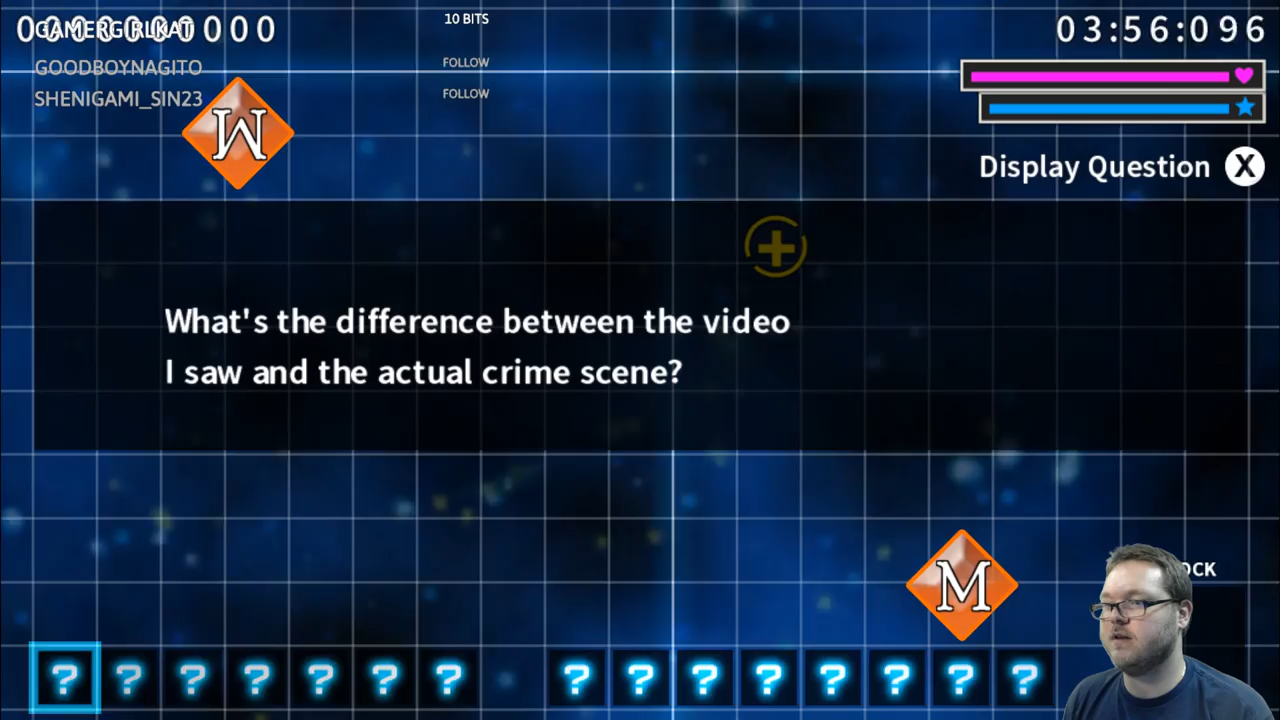 0000000000
GAMERGIRLKAT 10 BITS
GOODBOYNAGITO FOLLOW
SHENIGAMI_SIN23 FOLLOW
03:56:096
Display Question X
M
What's the difference between the video
I saw and the actual crime scene?
M
? ? ? ? ? ? ? ? ? ? ? ? ? ? ?